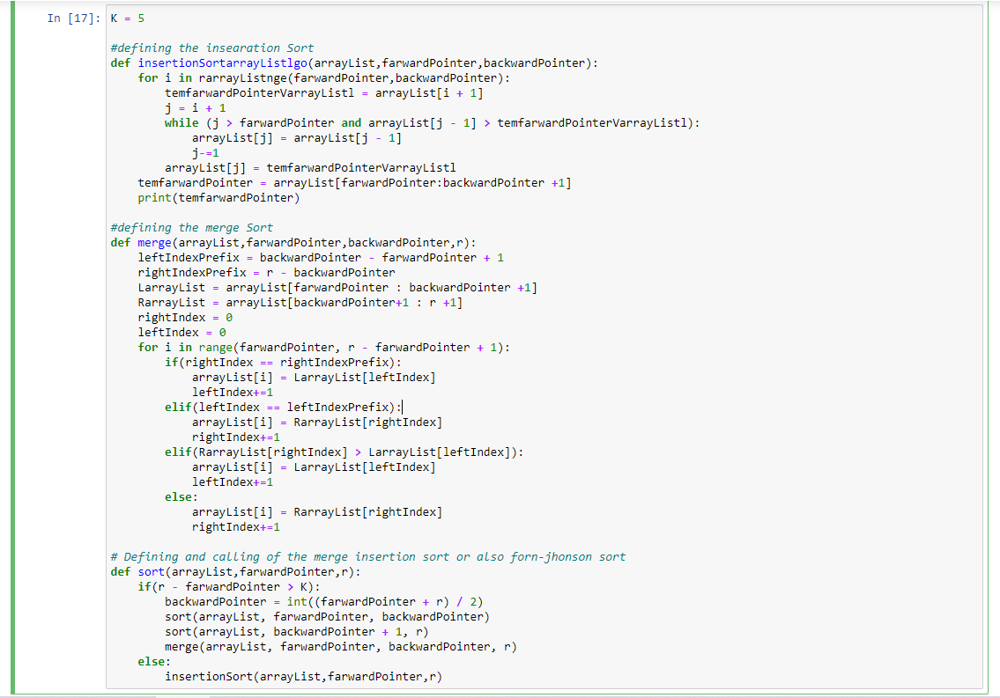 In [17]: K = 5
#defining the insearation Sort
def insertionSortarrayListlgo(arrayList,farwardPointer,backwardPointer):
    for i in rarrayListnge(farwardPointer,backwardPointer):
        temfarwardPointerVarrayListl = arrayList[i + 1]
        j = i + 1
        while (j > farwardPointer and arrayList[j - 1] > temfarwardPointerVarrayListl):
            arrayList[j] = arrayList[j - 1]
            j-=1
        arrayList[j] = temfarwardPointerVarrayListl
    temfarwardPointer = arrayList[farwardPointer:backwardPointer +1]
    print(temfarwardPointer)
#defining the merge Sort
def merge(arrayList,farwardPointer,backwardPointer,r):
    leftIndexPrefix = backwardPointer - farwardPointer + 1
    rightIndexPrefix = r - backwardPointer
    LarrayList = arrayList[farwardPointer : backwardPointer +1]
    RarrayList = arrayList[backwardPointer+1 : r +1]
    rightIndex = 0
    leftIndex = 0
    for i in range(farwardPointer, r - farwardPointer + 1):
        if(rightIndex == rightIndexPrefix):
            arrayList[i] = LarrayList[leftIndex]
            leftIndex+=1
        elif(leftIndex == leftIndexPrefix):
            arrayList[i] = RarrayList[rightIndex]
            rightIndex+=1
        elif(RarrayList[rightIndex] > LarrayList[leftIndex]):
            arrayList[i] = LarrayList[leftIndex]
            leftIndex+=1
        else:
            arrayList[i] = RarrayList[rightIndex]
            rightIndex+=1
# Defining and calling of the merge insertion sort or also forn-jhonson sort
def sort(arrayList,farwardPointer,r):
    if(r - farwardPointer > K):
        backwardPointer = int((farwardPointer + r) / 2)
        sort(arrayList, farwardPointer, backwardPointer)
        sort(arrayList, backwardPointer + 1, r)
        merge(arrayList, farwardPointer, backwardPointer, r)
    else:
        insertionSort(arrayList,farwardPointer,r)